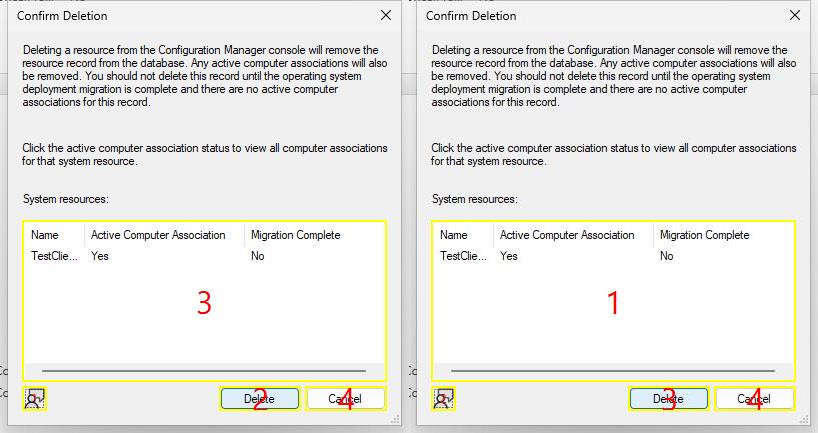 Confirm Deletion
Deleting a resource from the Configuration Manager console will remove the
resource record from the database. Any active computer associations will also
be removed. You should not delete this record until the operating system
deployment migration is complete and there are no active computer
associations for this record.
Click the active computer association status to view all computer associations
for that system resource.
System resources:
Name Active Computer Association Migration Complete
TestClie... Yes No
3
Delete
2
Cancel
4
Confirm Deletion
Deleting a resource from the Configuration Manager console will remove the
resource record from the database. Any active computer associations will also
be removed. You should not delete this record until the operating system
deployment migration is complete and there are no active computer
associations for this record.
Click the active computer association status to view all computer associations
for that system resource.
System resources:
Name Active Computer Association Migration Complete
TestClie... Yes No
1
Delete
3
Cancel
4